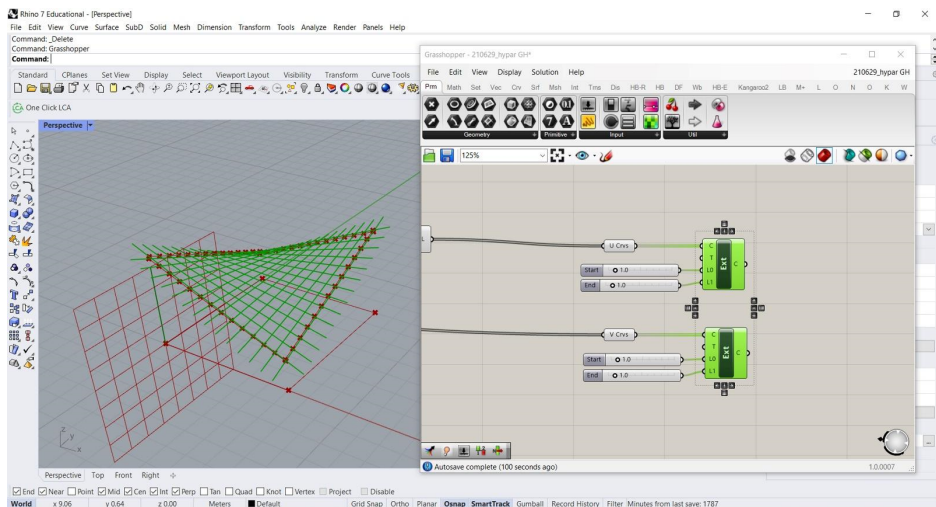 Rhino 7 Educational - [Perspective]
File Edit View Curve Surface SubD Solid Mesh Dimension Transform Tools Analyze Render Panels Help
Command: _Delete
Command: Grasshopper
Command:
Standard CPlanes Set View Display Select Viewport Layout Visibility Transform Curve Tools
One Click LCA
Perspective
z
y
x
Perspective Top Front Right
End Near Point Mid Cen Int Perp Tan Quad Knot Vertex Project Disable
World x 9.06 y 0.64 z 0.00 Meters Default Grid Snap Ortho Planar Osnap SmartTrack Gumball Record History Filter Minutes from last save: 1787
Grasshopper - 210629_hypar GH*
File Edit View Display Solution Help 210629_hypar GH
Prm Math Set Vec Crv Srf Msh Int Trns Dis HB-R HB DF Wb HB-E Kangaroo2 LB M+ L O N O K W
Geometry Primitive Input Util
125%
U Crvs
C
T
L0
L1
Ext
C
Start 1.0
End 1.0
V Crvs
C
T
L0
L1
Ext
C
Start 1.0
End 1.0
Autosave complete (100 seconds ago) 1.0.0007